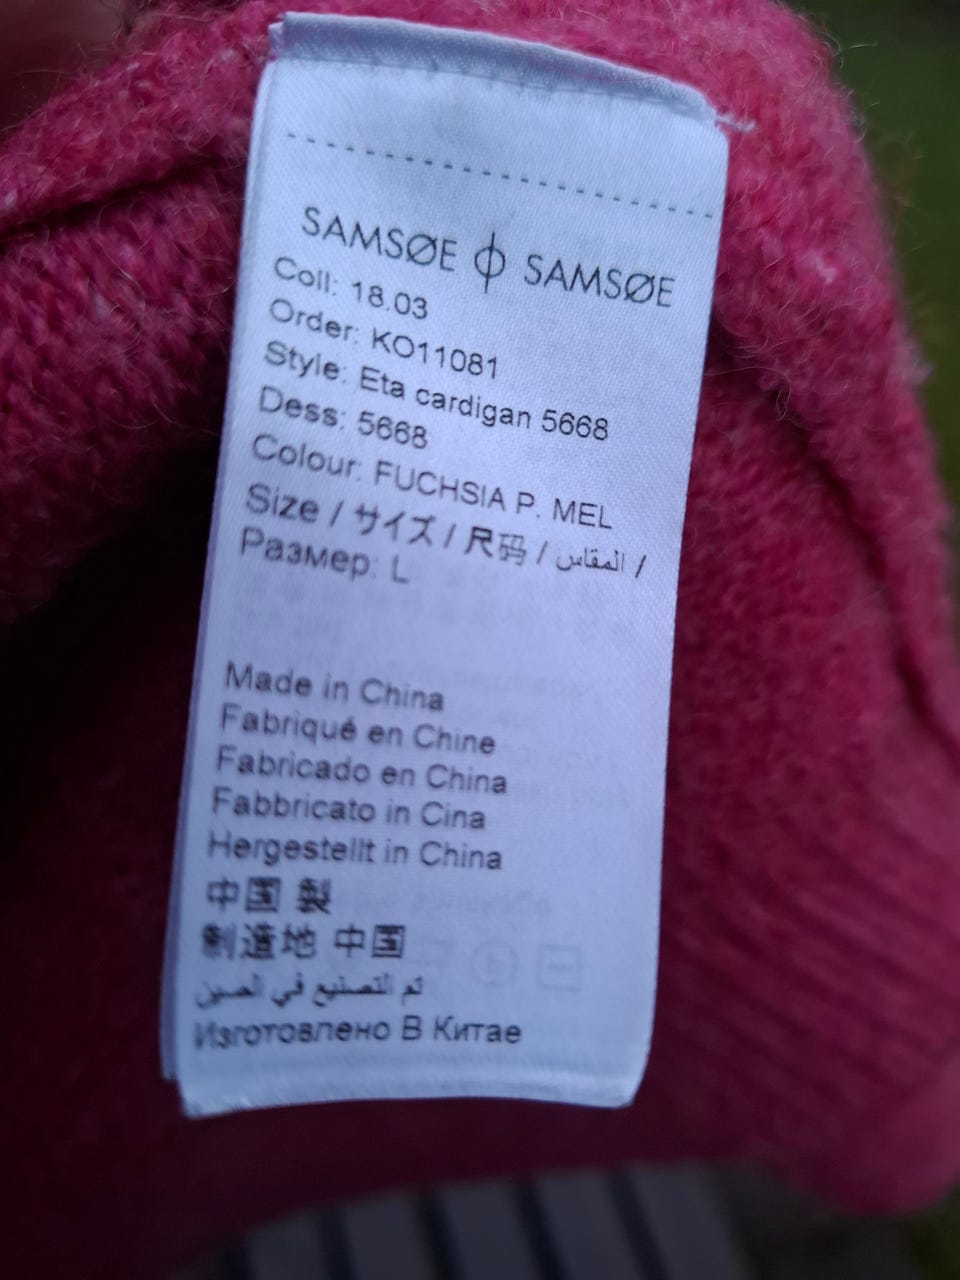 SAMSØE ϕ SAMSØE
Coll: 18.03
Order: KO11081
Style: Eta cardigan 5668
Dess: 5668
Colour: FUCHSIA P. MEL
Size / サイズ / 尺码 / المقاس /
Размер: L
Made in China
Fabriqué en Chine
Fabricado en China
Fabbricato in Cina
Hergestellt in China
中国 製
制造地 中国
تم التصنيع في الصين
Изготовлено В Китае